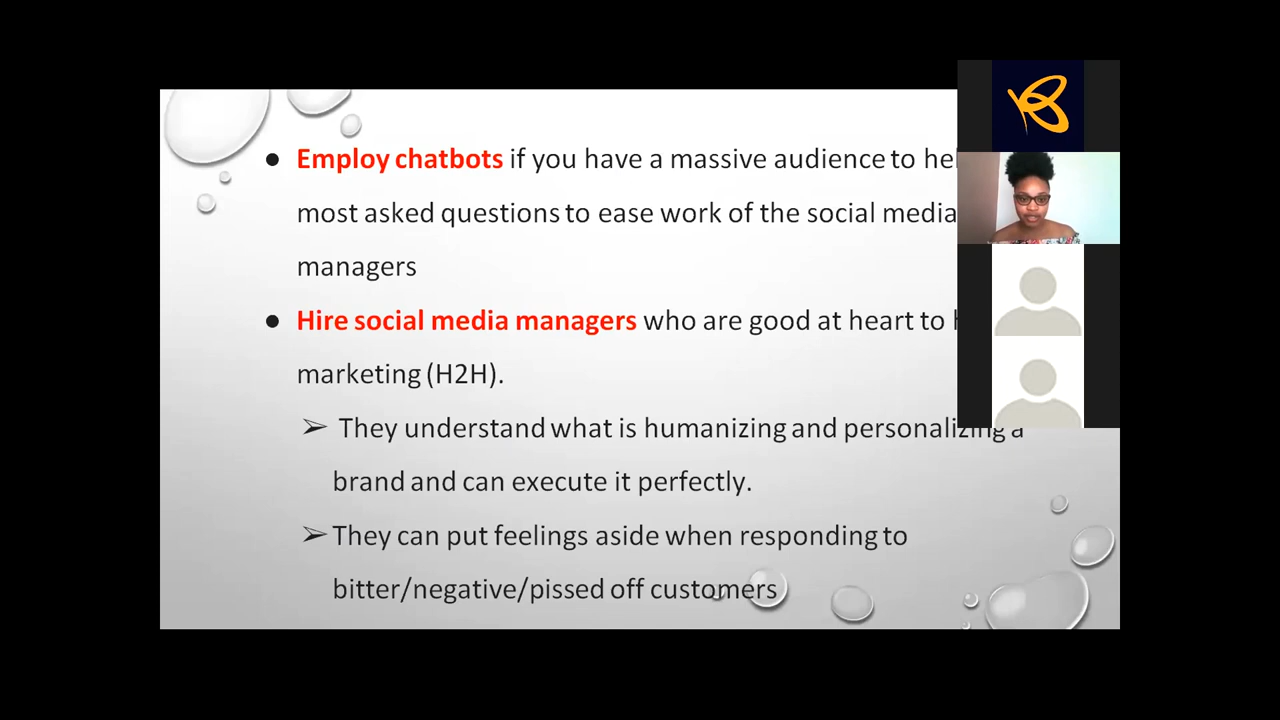 ● Employ chatbots if you have a massive audience to
most asked questions to ease work of the social media
managers
● Hire social media managers who are good at heart to
marketing (H2H).
➢ They understand what is humanizing and personalizing a
brand and can execute it perfectly.
➢ They can put feelings aside when responding to
bitter/negative/pissed off customers